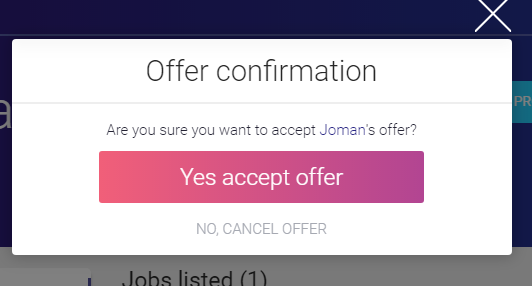 Offer confirmation
PR
Are you sure you want to accept Joman's offer?
Yes accept offer
NO, CANCEL OFFER
Jobs listed (1)